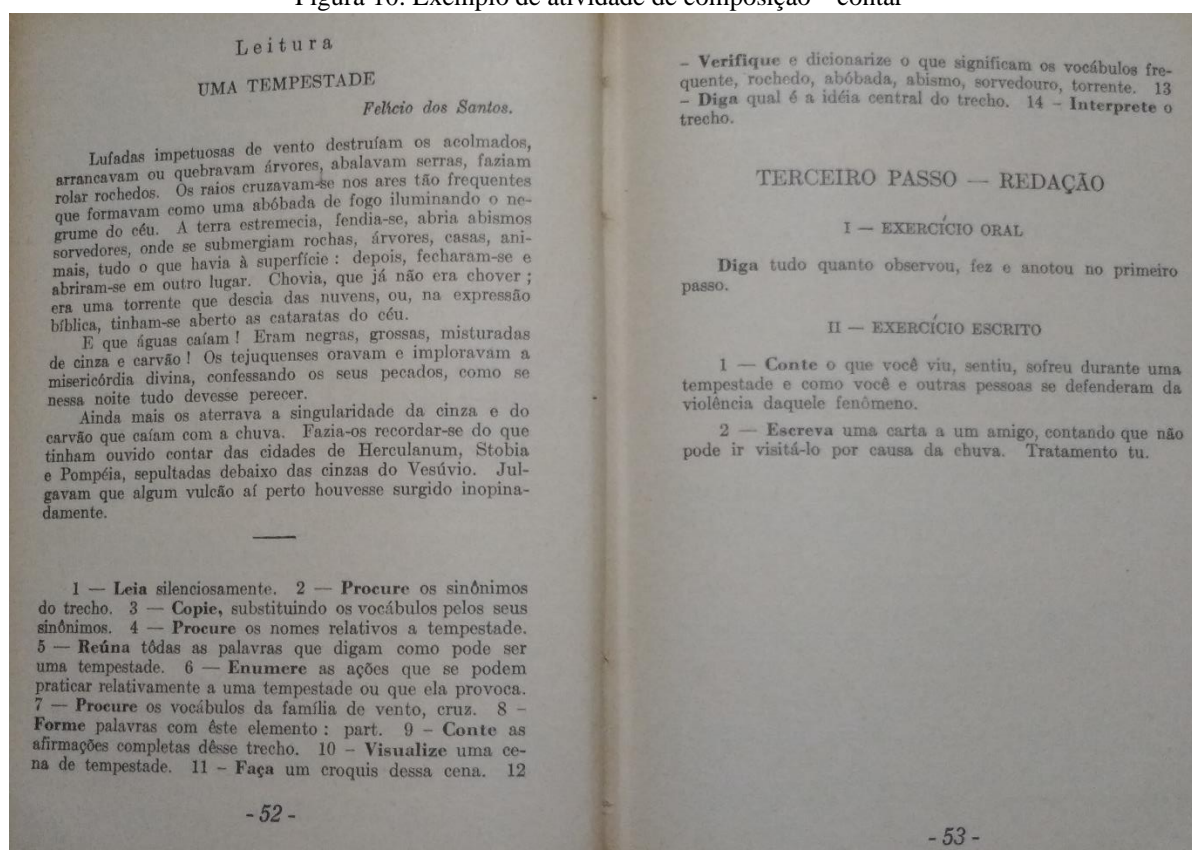 Figura 10: Exemplo de atividade de composição – contar
Leitura
UMA TEMPESTADE
Felício dos Santos.
Lufadas impetuosas de vento destruíam os acolmados,
arrancavam ou quebravam árvores, abalavam serras, faziam
rolar rochedos. Os raios cruzavam-se nos ares tão frequentes
que formavam como uma abóbada de fogo iluminando o ne-
grume do céu. A terra estremecia, fendia-se, abria abismos
sorvedores, onde se submergiam rochas, árvores, casas, ani-
mais, tudo o que havia à superfície : depois, fecharam-se e
abriram-se em outro lugar. Chovia, que já não era chover ;
era uma torrente que descia das nuvens, ou, na expressão
bíblica, tinham-se aberto as cataratas do céu.
E que águas caíam ! Eram negras, grossas, misturadas
de cinza e carvão ! Os tejuquenses oravam e imploravam a
misericórdia divina, confessando os seus pecados, como se
nessa noite tudo devesse perecer.
Ainda mais os aterrava a singularidade da cinza e do
carvão que caíam com a chuva. Fazia-os recordar-se do que
tinham ouvido contar das cidades de Herculanum, Stobia
e Pompéia, sepultadas debaixo das cinzas do Vesúvio. Jul-
gavam que algum vulcão aí perto houvesse surgido inopina-
damente.
1 — Leia silenciosamente. 2 — Procure os sinônimos
do trecho. 3 — Copie, substituindo os vocábulos pelos seus
sinônimos. 4 — Procure os nomes relativos a tempestade.
5 — Reúna tôdas as palavras que digam como pode ser
uma tempestade. 6 — Enumere as ações que se podem
praticar relativamente a uma tempestade ou que ela provoca.
7 — Procure os vocábulos da família de vento, cruz. 8 –
Forme palavras com êste elemento : part. 9 – Conte as
afirmações completas dêsse trecho. 10 – Visualize uma ce-
na de tempestade. 11 – Faça um croquis dessa cena. 12
- 52 -
– Verifique e dicionarize o que significam os vocábulos fre-
quente, rochedo, abóbada, abismo, sorvedouro, torrente. 13
– Diga qual é a idéia central do trecho. 14 – Interprete o
trecho.
TERCEIRO PASSO — REDAÇÃO
I — EXERCÍCIO ORAL
Diga tudo quanto observou, fez e anotou no primeiro
passo.
II — EXERCÍCIO ESCRITO
1 — Conte o que você viu, sentiu, sofreu durante uma
tempestade e como você e outras pessoas se defenderam da
violência daquele fenômeno.
2 — Escreva uma carta a um amigo, contando que não
pode ir visitá-lo por causa da chuva. Tratamento tu.
- 53 -